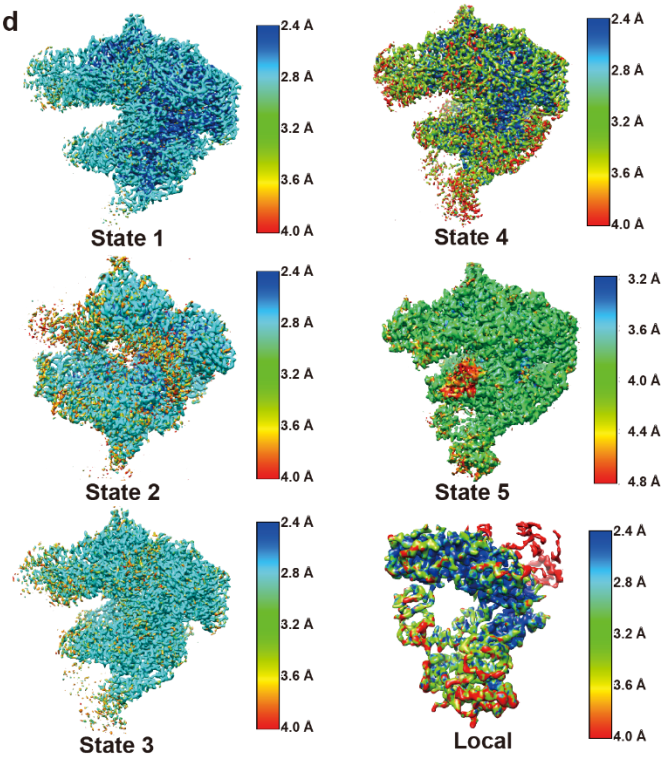 d
2.4 Å
2.8 Å
3.2 Å
3.6 Å
4.0 Å
State 1
2.4 Å
2.8 Å
3.2 Å
3.6 Å
4.0 Å
State 4
2.4 Å
2.8 Å
3.2 Å
3.6 Å
4.0 Å
State 2
3.2 Å
3.6 Å
4.0 Å
4.4 Å
4.8 Å
State 5
2.4 Å
2.8 Å
3.2 Å
3.6 Å
4.0 Å
State 3
2.4 Å
2.8 Å
3.2 Å
3.6 Å
4.0 Å
Local